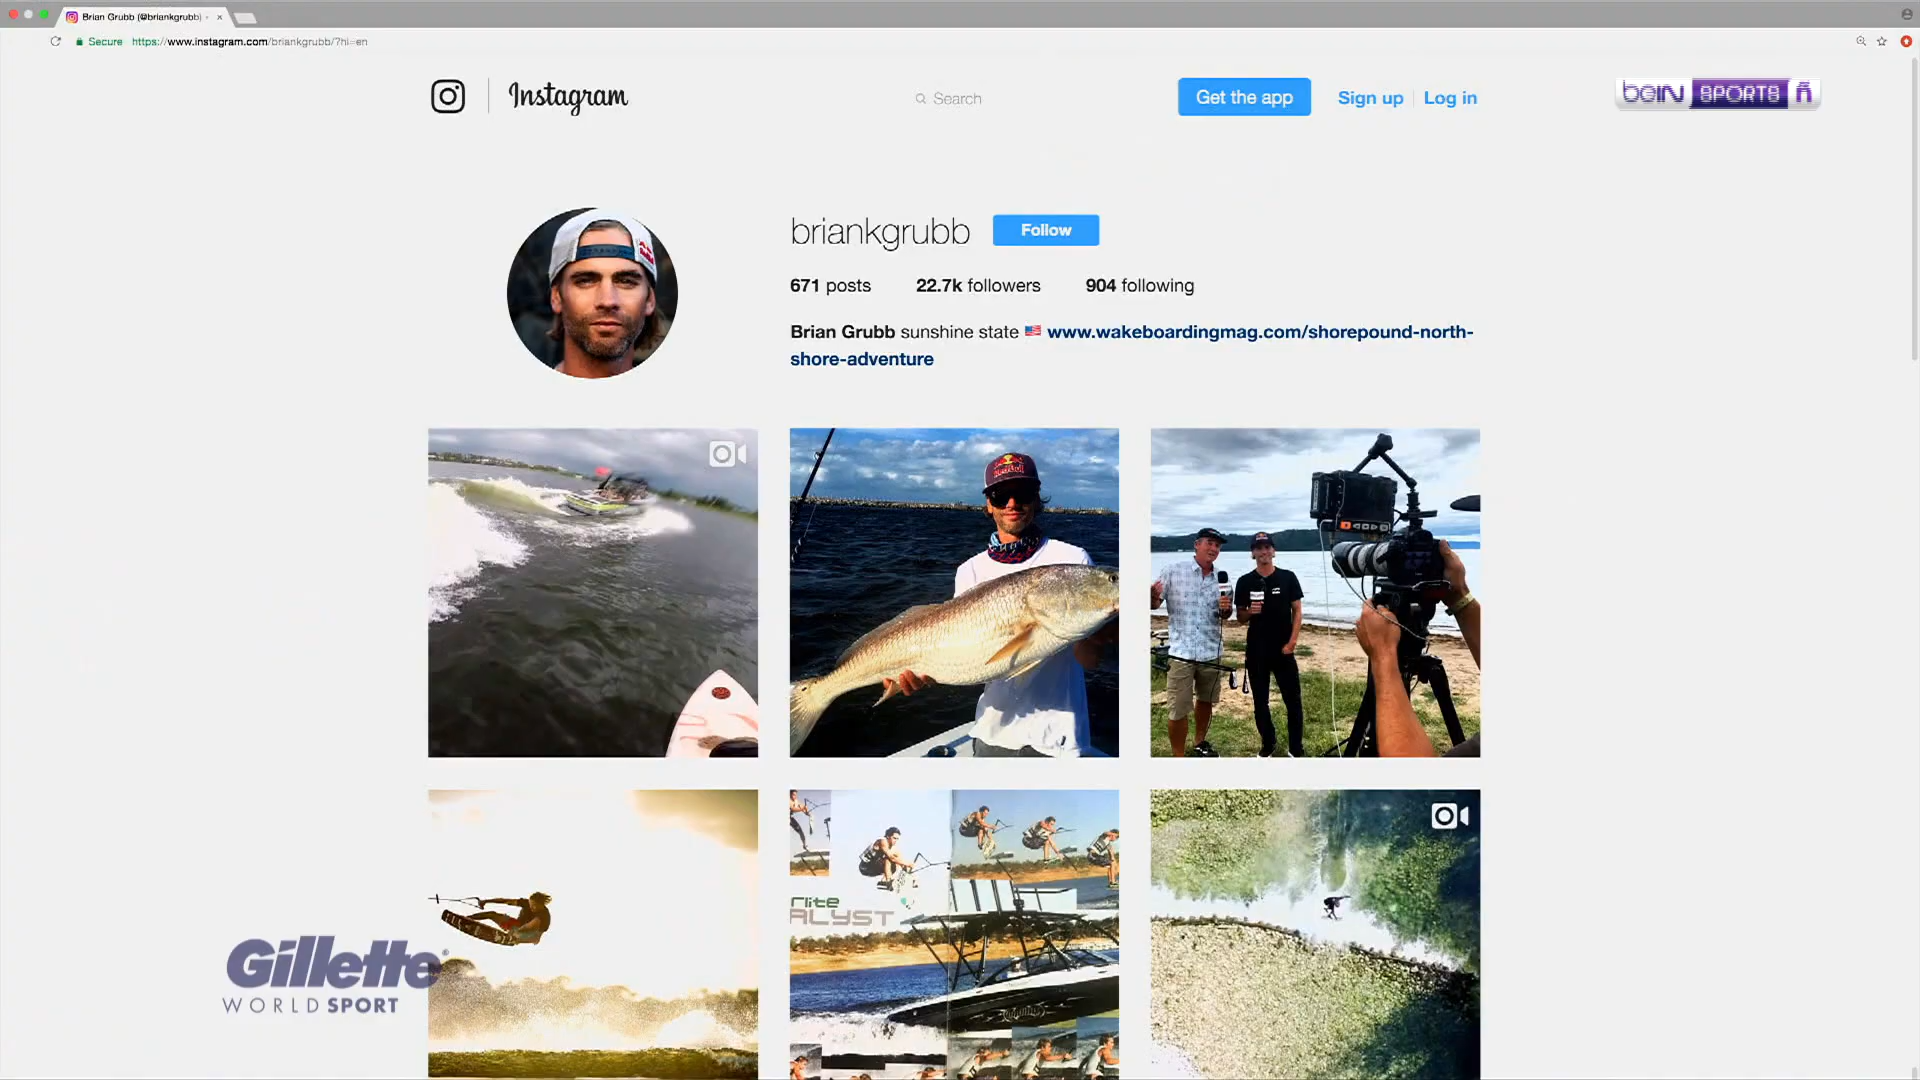 Brian Grubb (@briankgrubb)
Secure https://www.instagram.com/briankgrubb/?hl=en
Instagram
Search
Get the app
Sign up
Log in
beIN SPORTS ñ
briankgrubb
Follow
671 posts
22.7k followers
904 following
Brian Grubb sunshine state 🇺🇸 www.wakeboardingmag.com/shorepound-north-
shore-adventure
Red Bull
rlite
ALYST
Gillette
WORLD SPORT